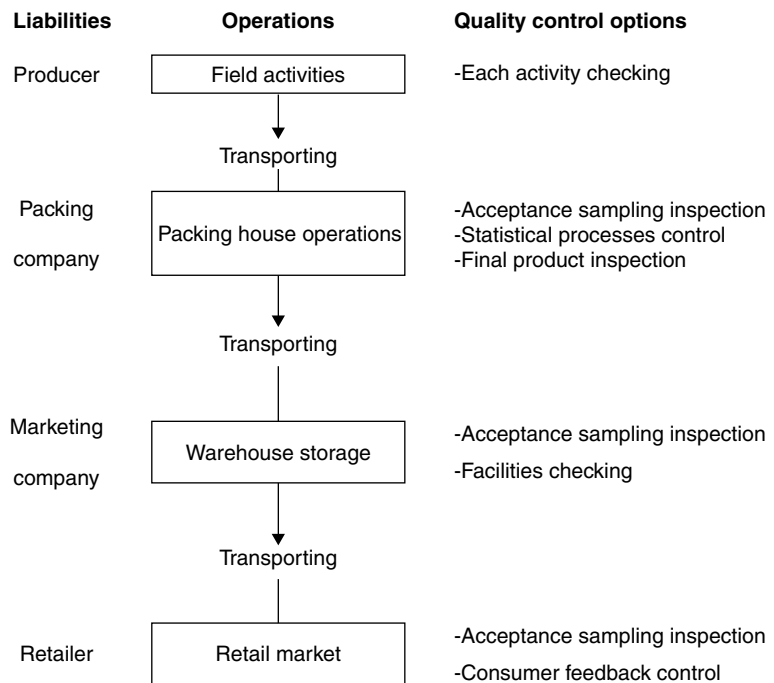 Liabilities Operations Quality control options
Producer Field activities -Each activity checking
Transporting
Packing company
Packing house operations
-Acceptance sampling inspection
-Statistical processes control
-Final product inspection
Transporting
Marketing company
Warehouse storage
-Acceptance sampling inspection
-Facilities checking
Transporting
Retailer
Retail market
-Acceptance sampling inspection
-Consumer feedback control